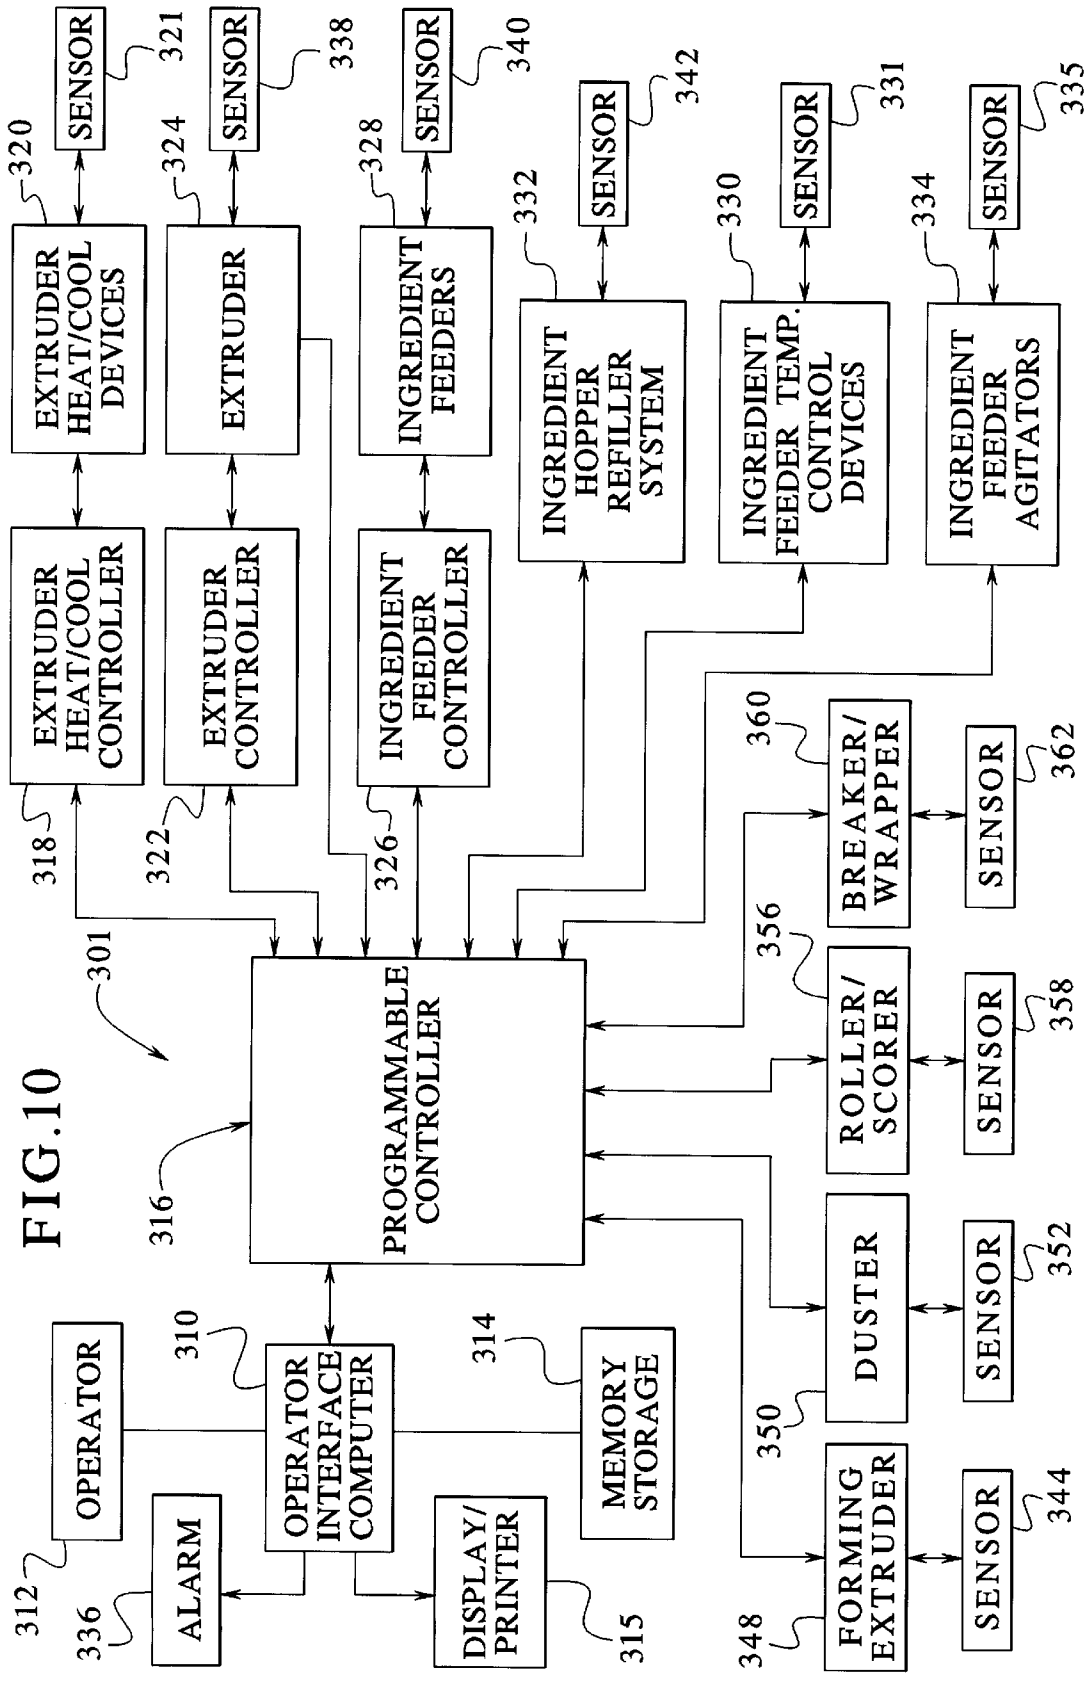 FIG.10
301
316
PROGRAMMABLE
CONTROLLER
312
OPERATOR
336
ALARM
310
OPERATOR
INTERFACE
COMPUTER
314
MEMORY
STORAGE
DISPLAY/
PRINTER
315
318
EXTRUDER
HEAT/COOL
CONTROLLER
320
EXTRUDER
HEAT/COOL
DEVICES
SENSOR
321
322
EXTRUDER
CONTROLLER
324
EXTRUDER
SENSOR
338
326
INGREDIENT
FEEDER
CONTROLLER
328
INGREDIENT
FEEDERS
SENSOR
340
332
INGREDIENT
HOPPER
REFILLER
SYSTEM
SENSOR
342
330
INGREDIENT
FEEDER TEMP.
CONTROL
DEVICES
SENSOR
331
334
INGREDIENT
FEEDER
AGITATORS
SENSOR
335
348
FORMING
EXTRUDER
SENSOR
344
350
DUSTER
SENSOR
352
356
ROLLER/
SCORER
SENSOR
358
360
BREAKER/
WRAPPER
SENSOR
362